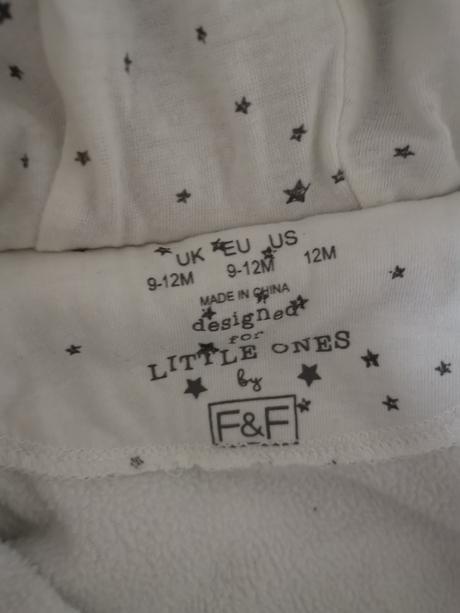 UK EU US
9-12M 9-12M 12M
MADE IN CHINA
designed
for
LITTLE ONES
by
F&F